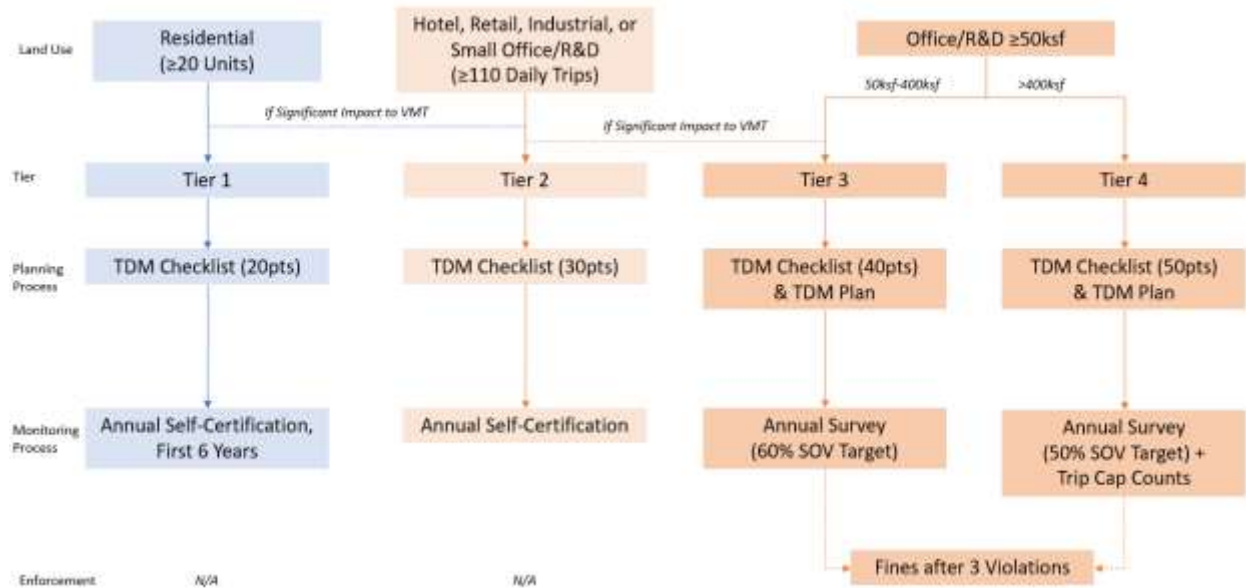 Land Use
Residential
(≥20 Units)
Hotel, Retail, Industrial, or
Small Office/R&D
(≥110 Daily Trips)
Office/R&D ≥50ksf
50ksf-400ksf
>400ksf
If Significant Impact to VMT
If Significant Impact to VMT
Tier
Tier 1
Tier 2
Tier 3
Tier 4
Planning
Process
TDM Checklist (20pts)
TDM Checklist (30pts)
TDM Checklist (40pts)
& TDM Plan
TDM Checklist (50pts)
& TDM Plan
Monitoring
Process
Annual Self-Certification,
First 6 Years
Annual Self-Certification
Annual Survey
(60% SOV Target)
Annual Survey
(50% SOV Target) +
Trip Cap Counts
Enforcement
N/A
N/A
Fines after 3 Violations